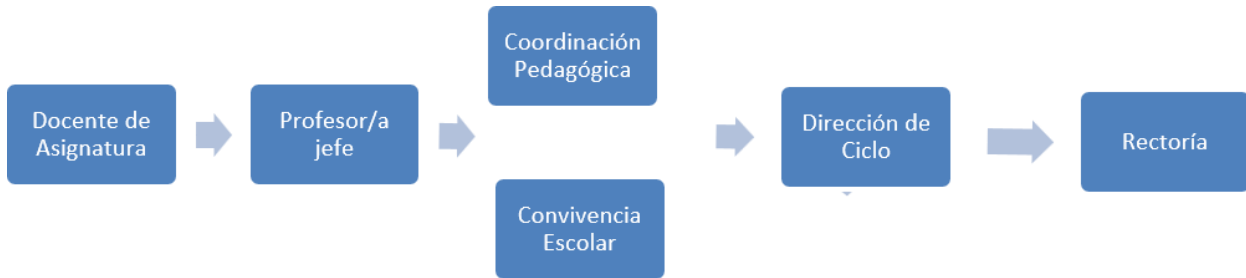 Docente de
Asignatura
Profesor/a
jefe
Coordinación
Pedagógica
Convivencia
Escolar
Dirección de
Ciclo
Rectoría